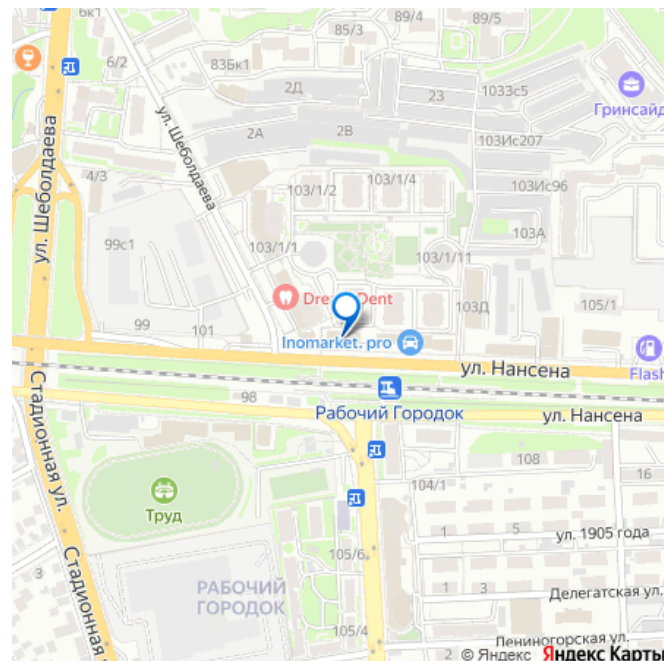 6к1
85/3
89/4
89/5
6/2
83Бк1
2Д
23
1033с5
Гринсайд
ул. Шеболдаева
ул. Шеболдаева
2А
2В
103Ис207
4/3
103/1/2
103/1/4
103Ис96
99с1
103/1/1
103/1/11
103А
Dream Dent
103Д
105/1
99
101
Inomarket. pro
ул. Нансена
Flash
98
Рабочий Городок
ул. Нансена
Стадионная ул.
108
104/1
16
Труд
1
5
ул. 1905 года
105/6
3
РАБОЧИЙ
ГОРОДОК
1
3
Делегатская ул.
Стадионная
105/4
2
Лениногорская ул.
© Яндекс Яндекс Карты